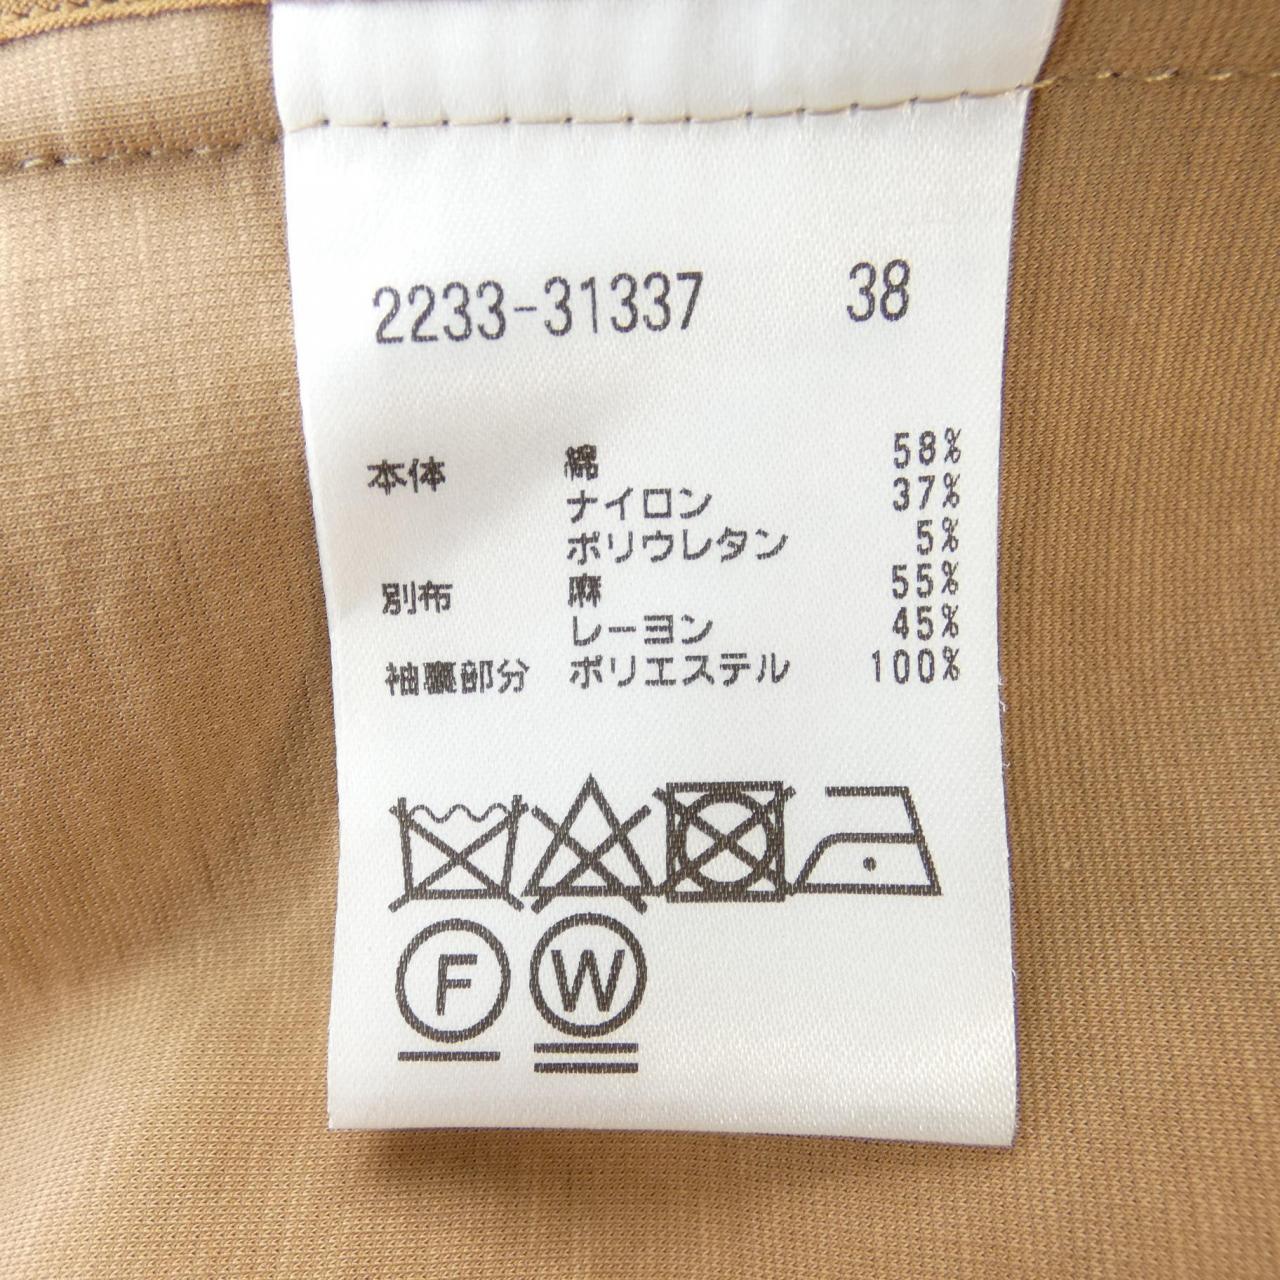 2233-31337 38
本体 綿 58%
ナイロン 37%
ポリウレタン 5%
別布 麻 55%
レーヨン 45%
袖裏部分 ポリエステル 100%
F W